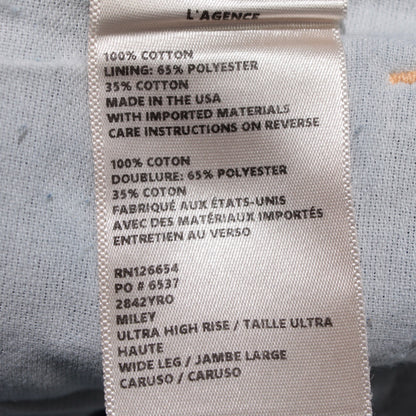 L'AGENCE
100% COTTON
LINING: 65% POLYESTER
35% COTTON
MADE IN THE USA
WITH IMPORTED MATERIALS
CARE INSTRUCTIONS ON REVERSE
100% COTON
DOUBLURE: 65% POLYESTER
35% COTON
FABRIQUÉ AUX ÉTATS-UNIS
AVEC DES MATÉRIAUX IMPORTÉS
ENTRETIEN AU VERSO
RN126654
PO # 6537
2842YRO
MILEY
ULTRA HIGH RISE / TAILLE ULTRA
HAUTE
WIDE LEG / JAMBE LARGE
CARUSO / CARUSO